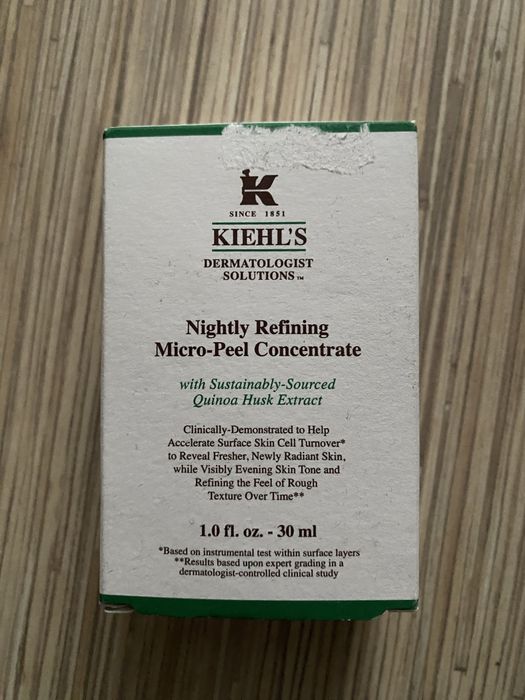 K
SINCE 1851
KIEHL'S
DERMATOLOGIST
SOLUTIONS™
Nightly Refining
Micro-Peel Concentrate
with Sustainably-Sourced
Quinoa Husk Extract
Clinically-Demonstrated to Help
Accelerate Surface Skin Cell Turnover*
to Reveal Fresher, Newly Radiant Skin,
while Visibly Evening Skin Tone and
Refining the Feel of Rough
Texture Over Time**
1.0 fl. oz. - 30 ml
*Based on instrumental test within surface layers
**Results based upon expert grading in a
dermatologist-controlled clinical study